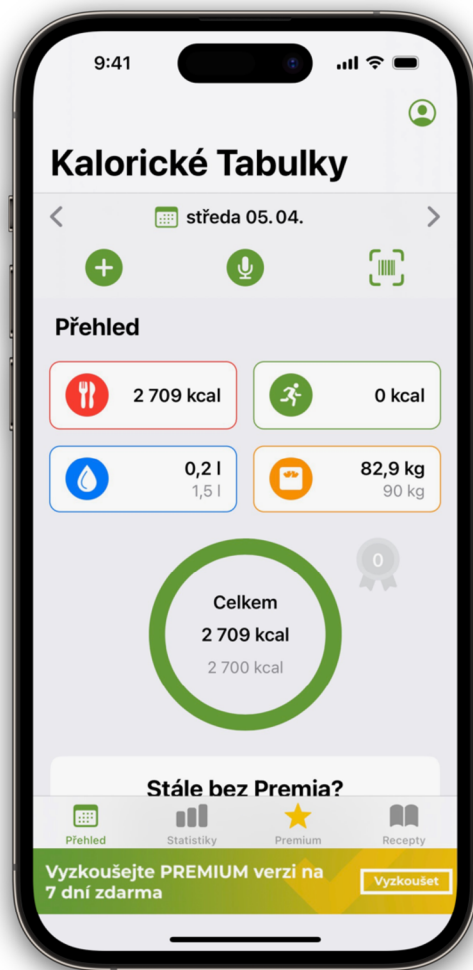 9:41
Kalorické Tabulky
středa 05.04.
Přehled
2 709 kcal
0 kcal
0,2 l
1,5 l
82,9 kg
90 kg
0
Celkem
2 709 kcal
2 700 kcal
Stále bez Premia?
Přehled
Statistiky
Premium
Recepty
Vyzkoušejte PREMIUM verzi na
7 dní zdarma
Vyzkoušet